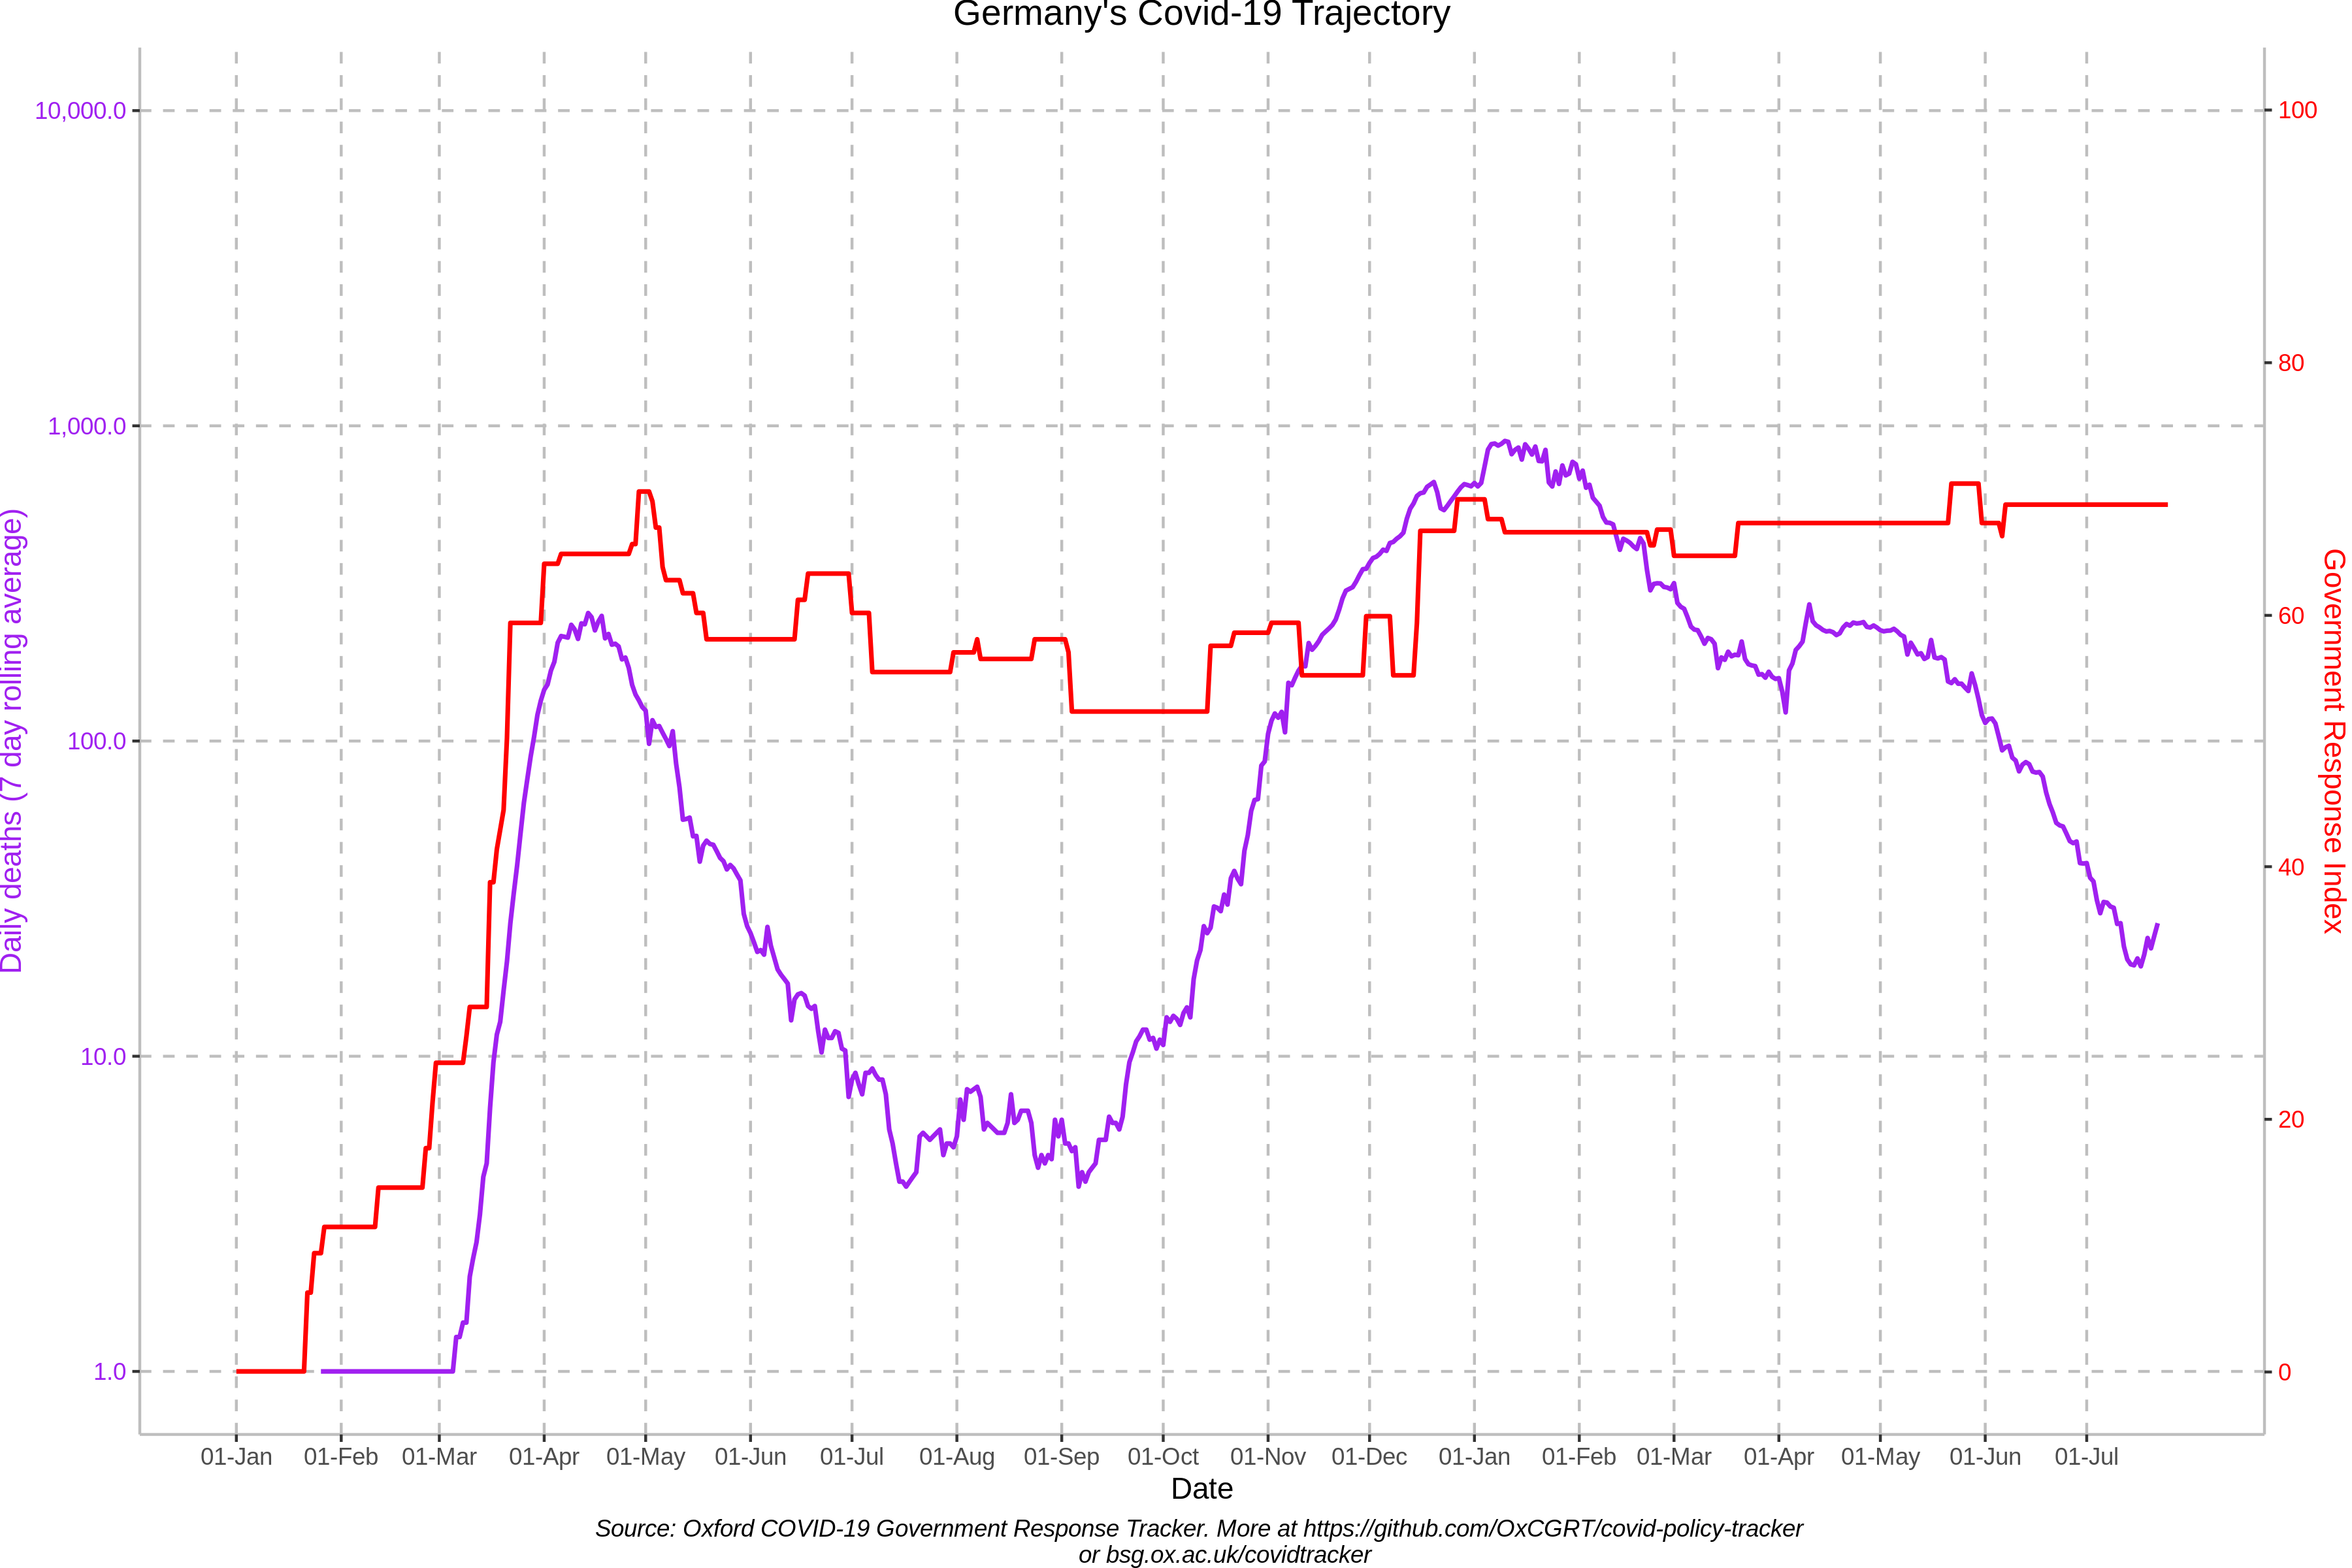 Germany's Covid-19 Trajectory
10,000.0
1,000.0
100.0
10.0
1.0
Daily deaths (7 day rolling average)
100
80
60
40
20
0
Government Response Index
01-Jan 01-Feb 01-Mar 01-Apr 01-May 01-Jun 01-Jul 01-Aug 01-Sep 01-Oct 01-Nov 01-Dec 01-Jan 01-Feb 01-Mar 01-Apr 01-May 01-Jun 01-Jul
Date
Source: Oxford COVID-19 Government Response Tracker. More at https://github.com/OxCGRT/covid-policy-tracker
or bsg.ox.ac.uk/covidtracker